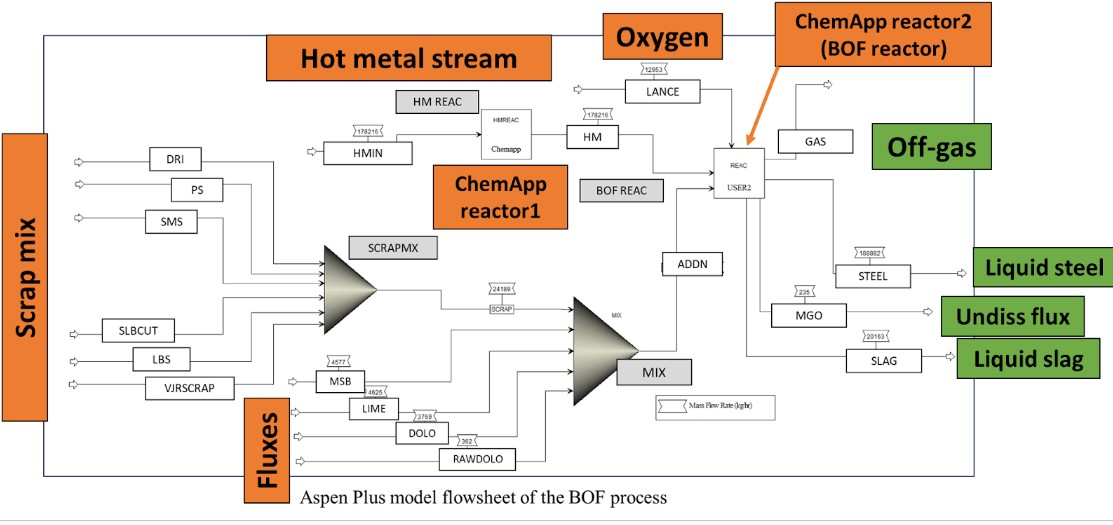 Oxygen
ChemApp reactor2
(BOF reactor)
Hot metal stream
12953
LANCE
HM REAC
178216
HMIN
HMREAC
Chemapp
178216
HM
GAS
Off-gas
DRI
PS
SMS
Scrap mix
ChemApp
reactor1
BOF REAC
REAC
USER2
SCRAPMX
ADDN
188882
STEEL
Liquid steel
24189
SCRAP
235
MGO
Undiss flux
MIX
SLBCUT
LBS
VJRSCRAP
20163
SLAG
Liquid slag
4577
MSB
MIX
4625
LIME
Mass Flow Rate (kg/hr)
3769
DOLO
362
RAWDOLO
Fluxes
Aspen Plus model flowsheet of the BOF process